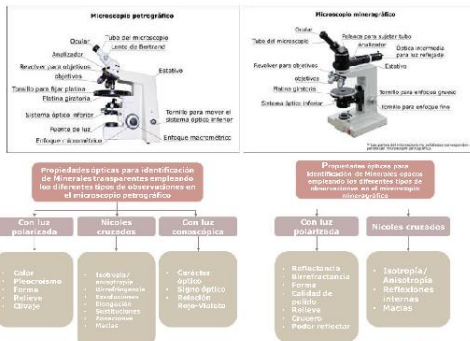 Microscopio petrográfico
Ocular
Tubo del microscopio
Lente de Bertrand
Analizador
Revolver para objetivos
objetivos
Estativo
Tornillo para fijar platina
Platina giratoria
Sistema óptico inferior
Tornillo para mover el
sistema óptico inferior
Fuente de luz
Enfoque micrométrico
Enfoque macrométrico
Microscopio mineragráfico
Ocular
Palanca para sujetar tubo
Tubo del microscopio
Analizador
Óptica intermedia
para luz reflejada
Revolver para objetivos
Estativo
objetivos
Platina giratoria
Tornillo para enfoque grueso
Sistema óptico inferior
Tornillo para enfoque fino
Propiedades ópticas para identificación
de Minerales transparentes empleando
los diferentes tipos de observaciones en
el microscopio petrográfico
Con luz
polarizada
Nicoles
cruzados
Con luz
conoscópica
Color
Pleocroismo
Forma
Relieve
Clivaje
Isotropía/
anisotropía
Birrefringencia
Elongación
Maclas
Carácter
óptico
Signo óptico
Relación
Rojo-Violeta
Propiedades ópticas para
identificación de Minerales opacos
empleando los diferentes tipos de
observaciones en el microscopio
mineragráfico
Con luz
polarizada
Nicoles cruzados
Reflectancia
Birreflectancia
Forma
Calidad de
pulido
Relieve
Crucero
Poder reflector
Isotropía/
Anisotropía
Reflexiones
internas
Maclas